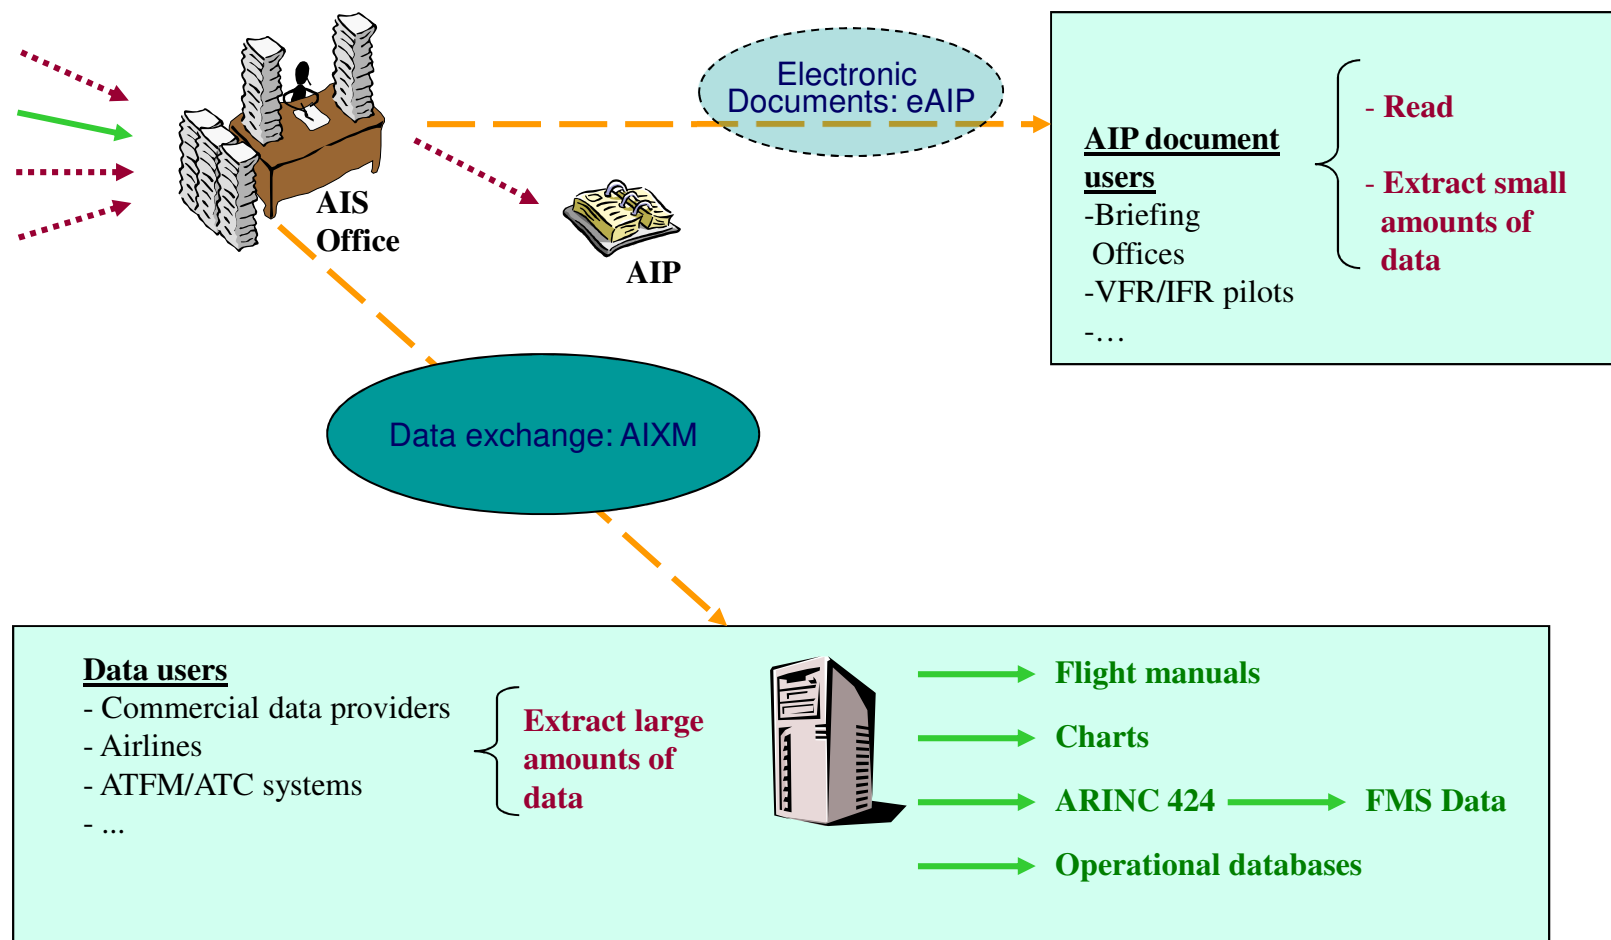 Electronic
Documents: eAIP
AIS
Office
AIP
AIP document
users
-Briefing
Offices
-VFR/IFR pilots
-…
- Read
- Extract small
amounts of
data
Data exchange: AIXM
Data users
- Commercial data providers
- Airlines
- ATFM/ATC systems
- ...
Extract large
amounts of
data
Flight manuals
Charts
ARINC 424
FMS Data
Operational databases